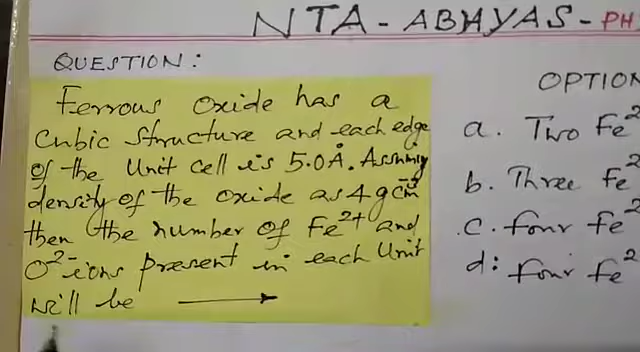 NTA - ABHYAS - PH
QUESTION :
Ferrous oxide has a
cubic structure and each edge
of the unit cell is 5.0Å. Assuming
density of the oxide as 4 g cm⁻³
then the number of Fe²⁺ and
O²⁻ ions present in each Unit
will be ⟶
OPTION
a. Two Fe²
b. Three Fe²
c. four fe²
d: four fe²